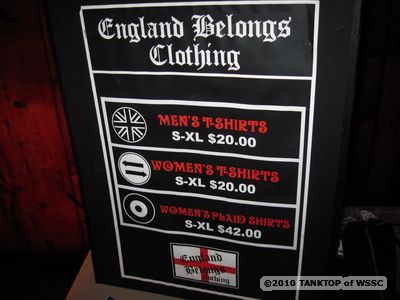 England Belongs
Clothing
MEN'S T-SHIRTS
S-XL $20.00
WOMEN'S T-SHIRTS
S-XL $20.00
WOMEN'S PLAID SHIRTS
S-XL $42.00
England
Belongs
Clothing
©2010 TANKTOP of WSSC